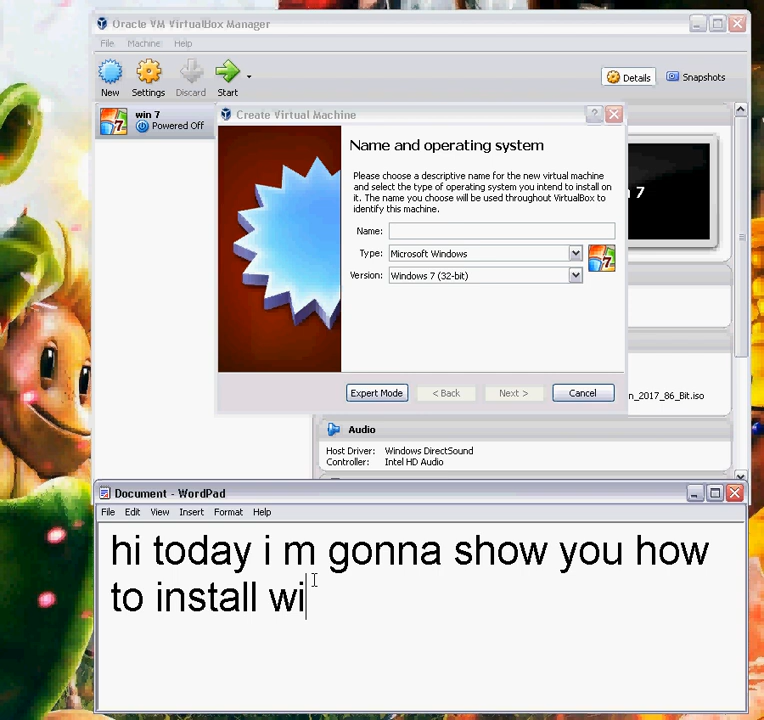 Oracle VM VirtualBox Manager
File Machine Help
New Settings Discard Start Details Snapshots
win 7
Powered Off
Create Virtual Machine
Name and operating system
Please choose a descriptive name for the new virtual machine
and select the type of operating system you intend to install on
it. The name you choose will be used throughout VirtualBox to
identify this machine.
7
Name:
Type: Microsoft Windows
Version: Windows 7 (32-bit)
7
Expert Mode < Back Next > Cancel
n_2017_86_Bit.iso
Audio
Host Driver: Windows DirectSound
Controller: Intel HD Audio
Document - WordPad
File Edit View Insert Format Help
hi today i m gonna show you how
to install wi